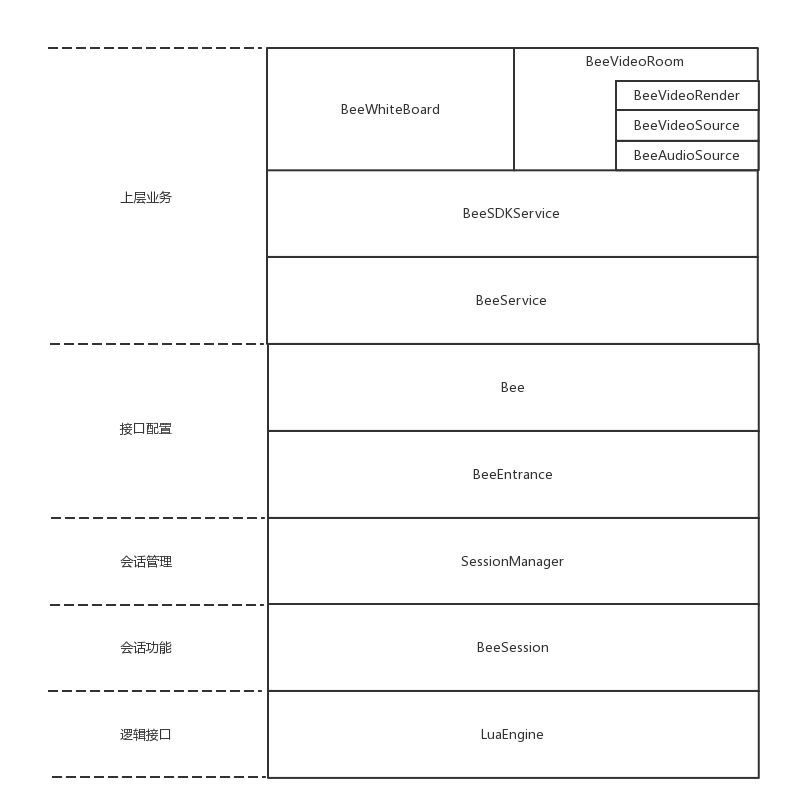 BeeVideoRoom
BeeWhiteBoard
BeeVideoRender
BeeVideoSource
BeeAudioSource
上层业务
BeeSDKService
BeeService
接口配置
Bee
BeeEntrance
会话管理
SessionManager
会话功能
BeeSession
逻辑接口
LuaEngine